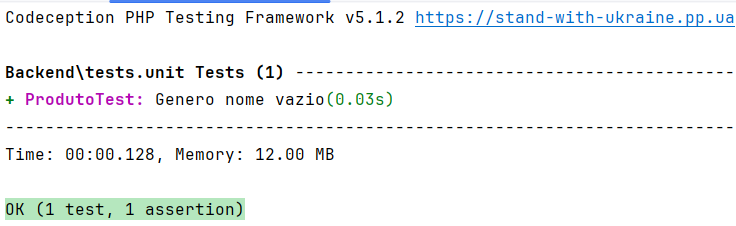 Codeception PHP Testing Framework v5.1.2 https://stand-with-ukraine.pp.ua
Backend\tests.unit Tests (1) --------------------------------------------
+ ProdutoTest: Genero nome vazio(0.03s)
-------------------------------------------------------------------------
Time: 00:00.128, Memory: 12.00 MB
OK (1 test, 1 assertion)